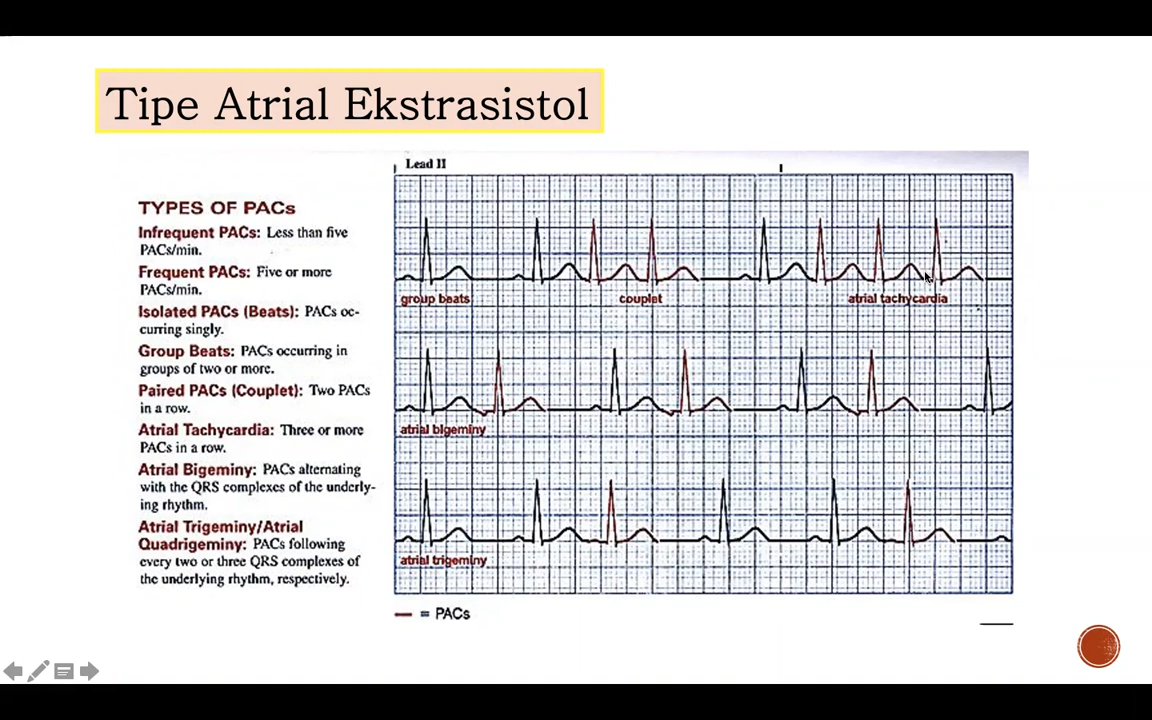 Tipe Atrial Ekstrasistol
Lead II
TYPES OF PACs
Infrequent PACs: Less than five
PACs/min.
Frequent PACs: Five or more
PACs/min.
Isolated PACs (Beats): PACs oc-
curring singly.
Group Beats: PACs occurring in
groups of two or more.
Paired PACs (Couplet): Two PACs
in a row.
Atrial Tachycardia: Three or more
PACs in a row.
Atrial Bigeminy: PACs alternating
with the QRS complexes of the underly-
ing rhythm.
Atrial Trigeminy/Atrial
Quadrigeminy: PACs following
every two or three QRS complexes of
the underlying rhythm, respectively.
group beats
couplet
atrial tachycardia
atrial bigeminy
atrial trigeminy
= PACs